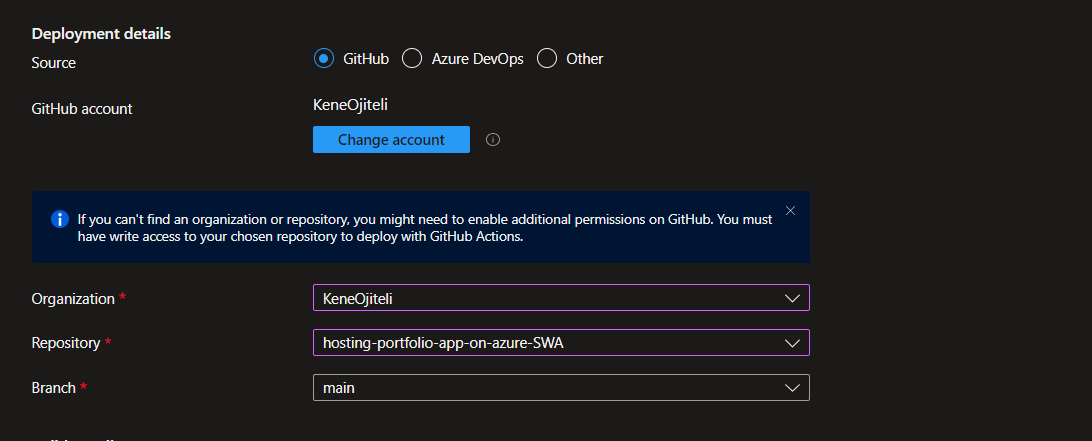 Deployment details
Source
GitHub
Azure DevOps
Other
GitHub account
KeneOjiteli
Change account
If you can't find an organization or repository, you might need to enable additional permissions on GitHub. You must
have write access to your chosen repository to deploy with GitHub Actions.
Organization *
KeneOjiteli
Repository *
hosting-portfolio-app-on-azure-SWA
Branch *
main